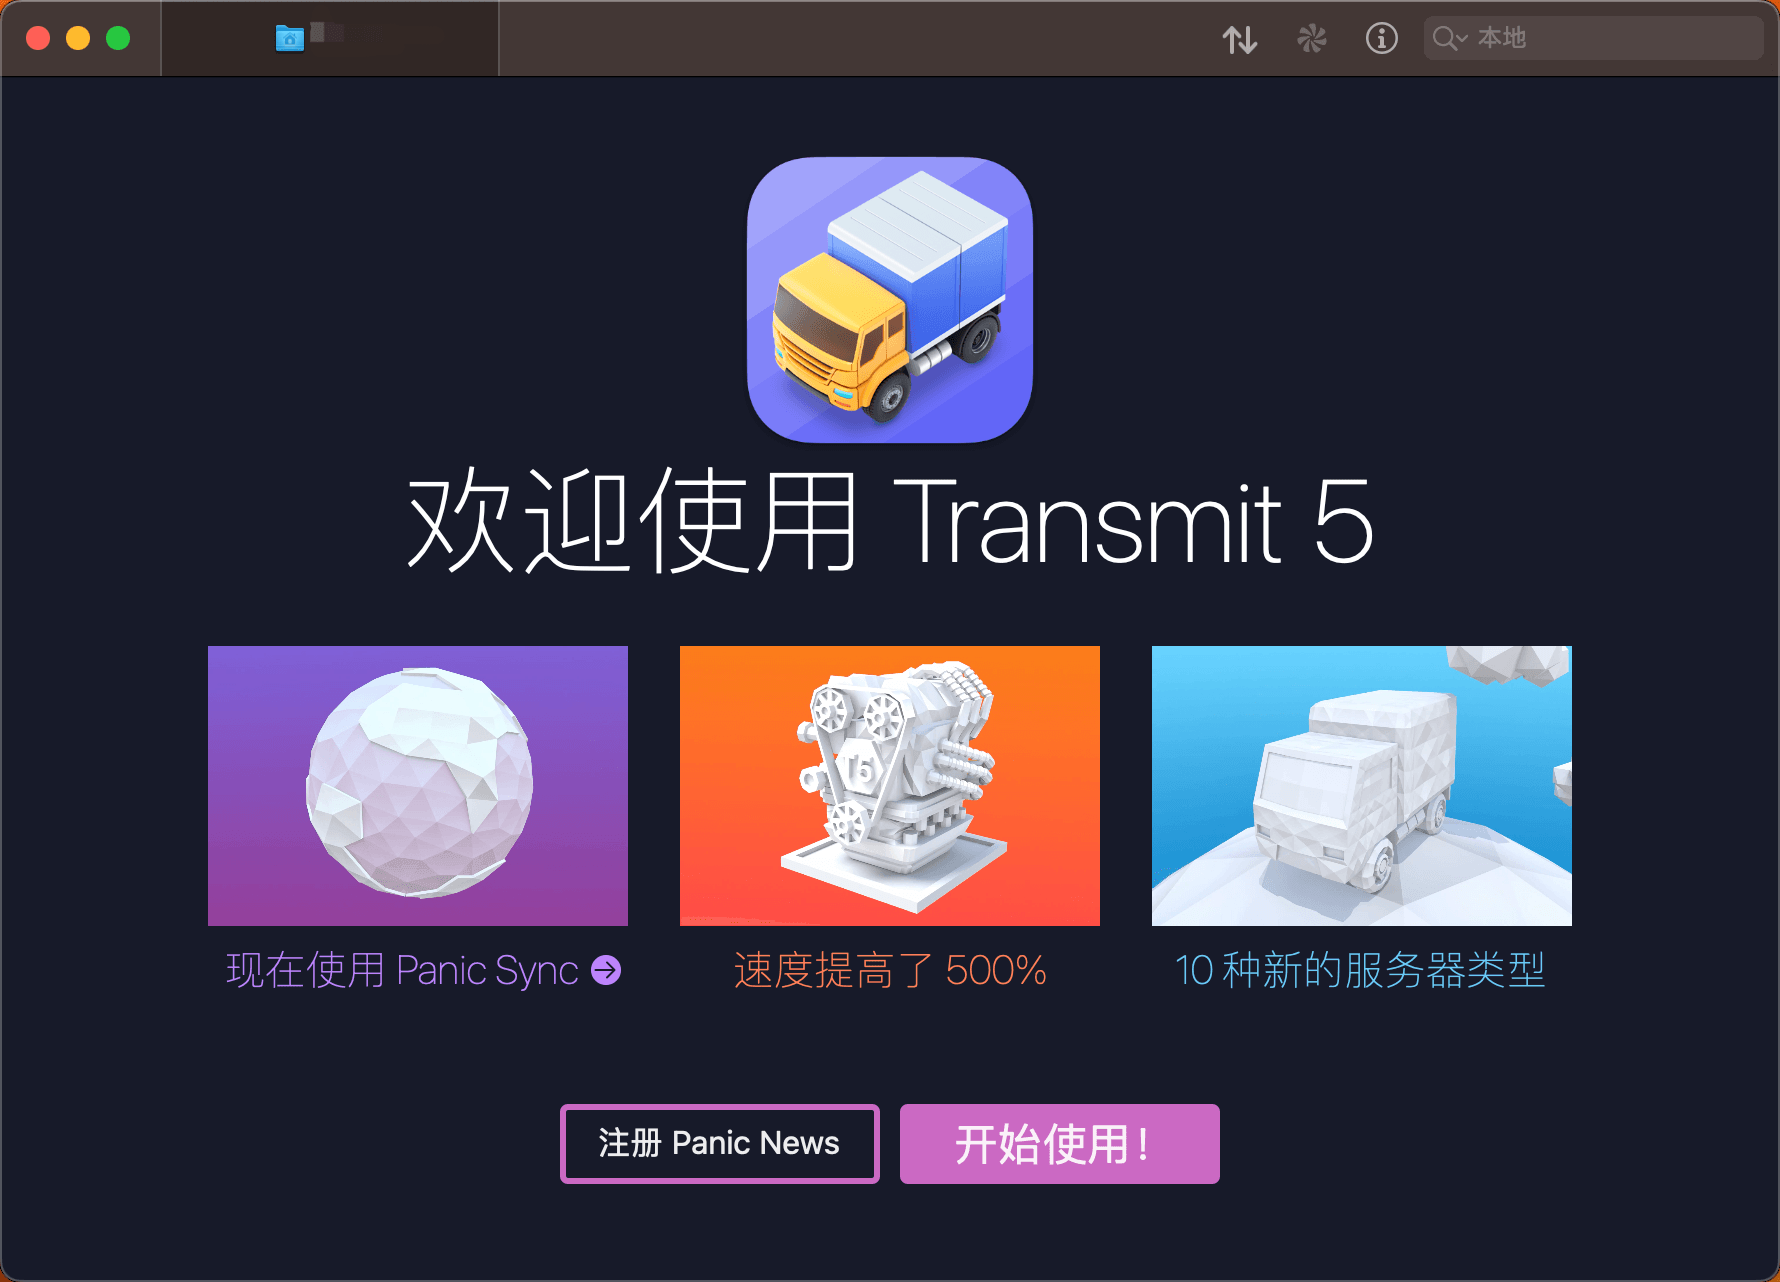 本地
欢迎使用 Transmit 5
T5
现在使用 Panic Sync
速度提高了 500%
10 种新的服务器类型
注册 Panic News
开始使用！